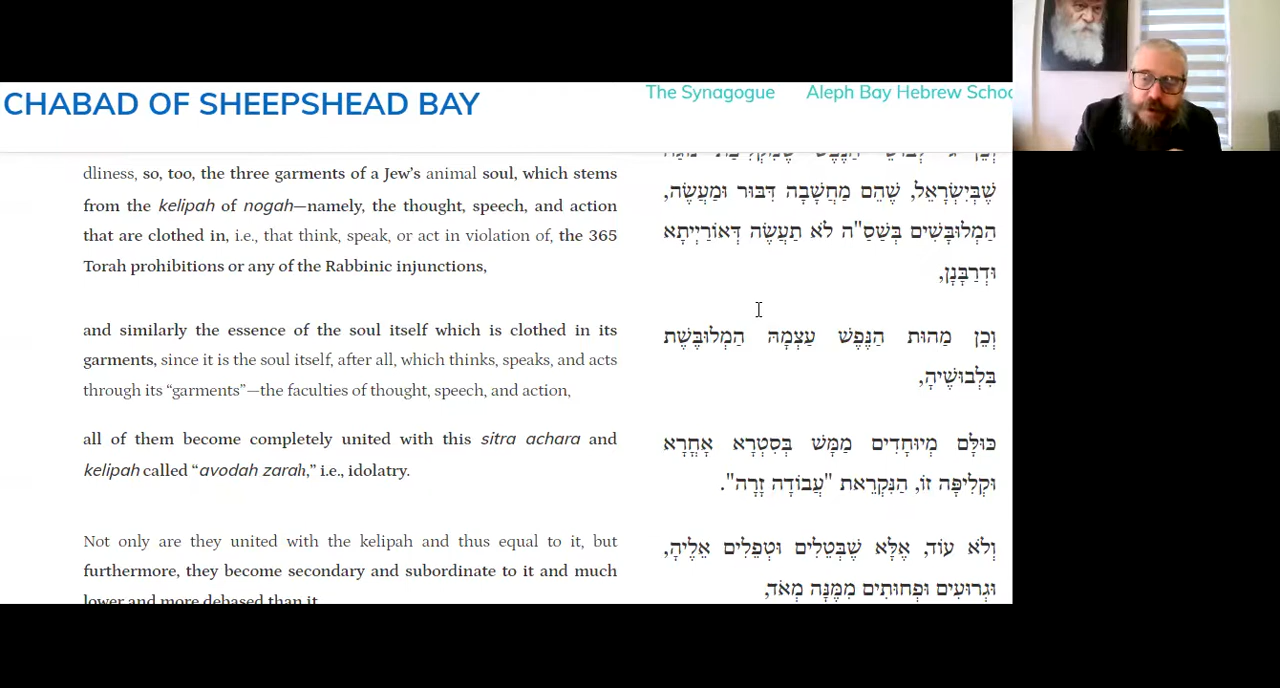 CHABAD OF SHEEPSHEAD BAY
The Synagogue
Aleph Bay Hebrew
dliness, so, too, the three garments of a Jew's animal soul, which stems
from the kelipah of nogah—namely, the thought, speech, and action
that are clothed in, i.e., that think, speak, or act in violation of, the 365
Torah prohibitions or any of the Rabbinic injunctions,
and similarly the essence of the soul itself which is clothed in its
garments, since it is the soul itself, after all, which thinks, speaks, and acts
through its “garments”—the faculties of thought, speech, and action,
all of them become completely united with this sitra achara and
kelipah called “avodah zarah,” i.e., idolatry.
Not only are they united with the kelipah and thus equal to it, but
furthermore, they become secondary and subordinate to it and much
lower and more debased than it
שֶׁבְּיִשְׂרָאֵל, שֶׁהֵם מַחֲשָׁבָה דִּבּוּר וּמַעֲשֶׂה,
הַמְלוּבָּשִׁים בְּשַׁסַ"ה לֹא תַעֲשֶׂה דְּאוֹרַיְיתָא
וּדְרַבָּנָן,
וְכֵן מַהוּת הַנֶּפֶשׁ עַצְמָהּ הַמְלוּבֶּשֶׁת
בִּלְבוּשֶׁיהָ,
כּוּלָּם מְיוּחָדִים מַמָּשׁ בְּסִטְרָא אָחֳרָא
וּקְלִיפָּה זוֹ, הַנִּקְרֵאת "עֲבוֹדָה זָרָה".
וְלֹא עוֹד, אֶלָּא שֶׁבְּטֵלִים וּטְפֵלִים אֵלֶיהָ,
וּגְרוּעִים וּפְחוּתִים מִמֶּנָּה מְאֹד,